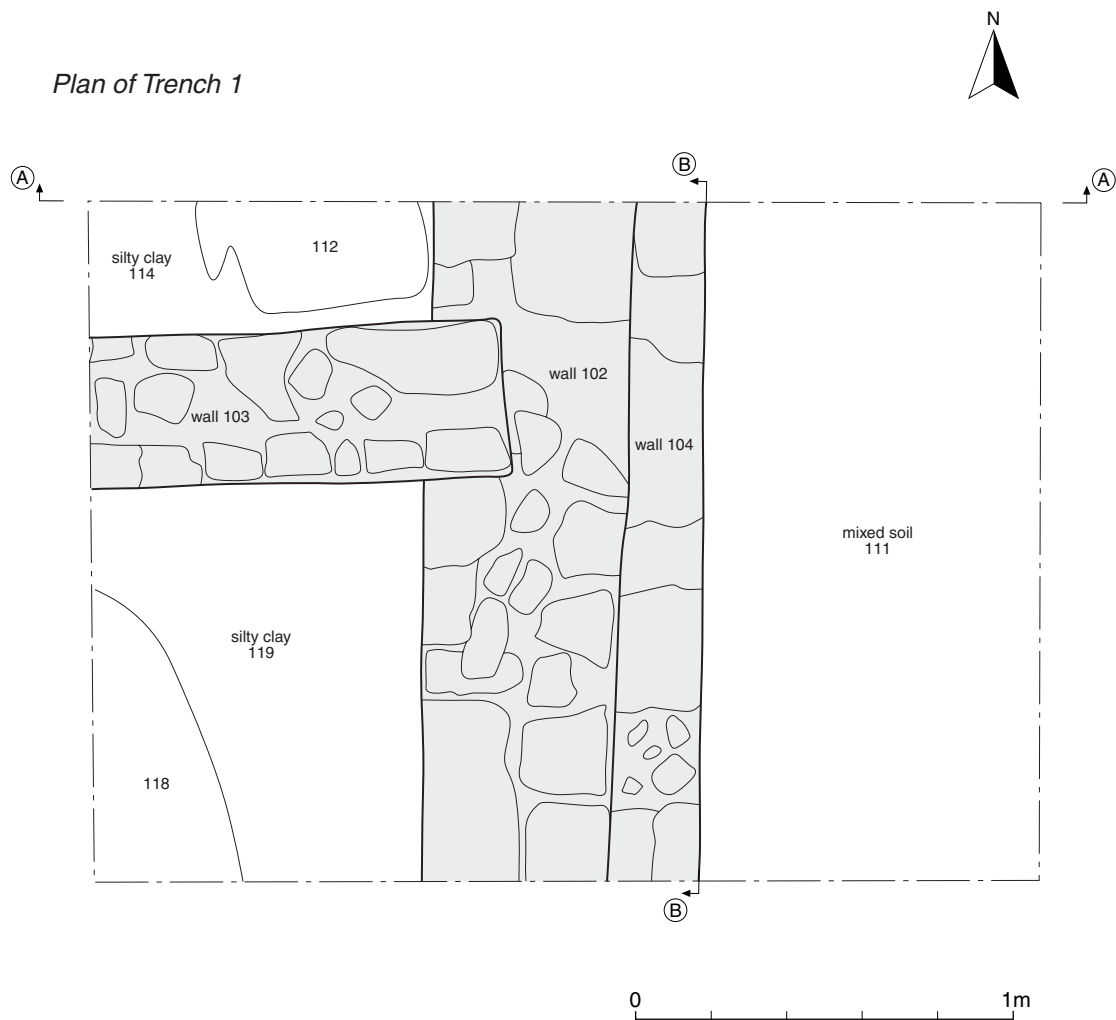 N
Plan of Trench 1
A
B
A
silty clay
114
112
wall 102
wall 103
wall 104
mixed soil
111
silty clay
119
118
B
0 1m